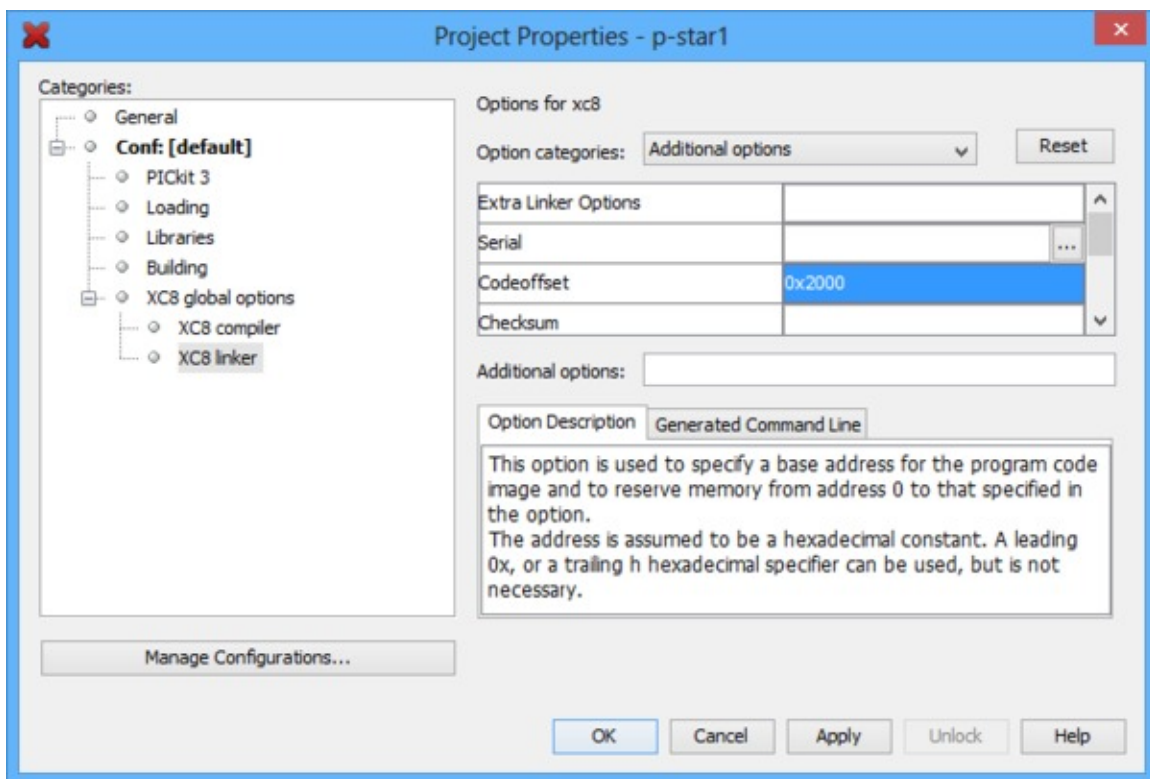 Project Properties - p-star1
Categories:
General
Conf: [default]
PICkit 3
Loading
Libraries
Building
XC8 global options
XC8 compiler
XC8 linker
Manage Configurations...
Options for xc8
Option categories: Additional options Reset
Extra Linker Options
Serial ...
Codeoffset 0x2000
Checksum
Additional options:
Option Description Generated Command Line
This option is used to specify a base address for the program code
image and to reserve memory from address 0 to that specified in
the option.
The address is assumed to be a hexadecimal constant. A leading
0x, or a trailing h hexadecimal specifier can be used, but is not
necessary.
OK Cancel Apply Unlock Help